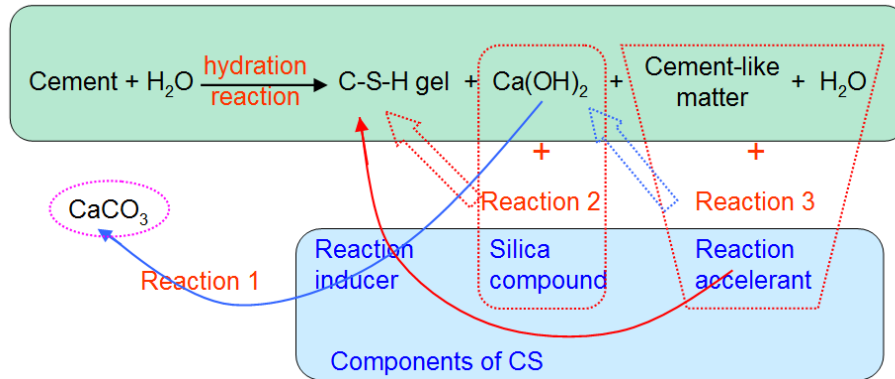 hydration
Cement + H₂O reaction C-S-H gel + Ca(OH)₂ + Cement-like matter + H₂O
+ +
Reaction 2 Reaction 3
CaCO₃
Reaction 1
Reaction inducer
Silica compound
Reaction accelerant
Components of CS